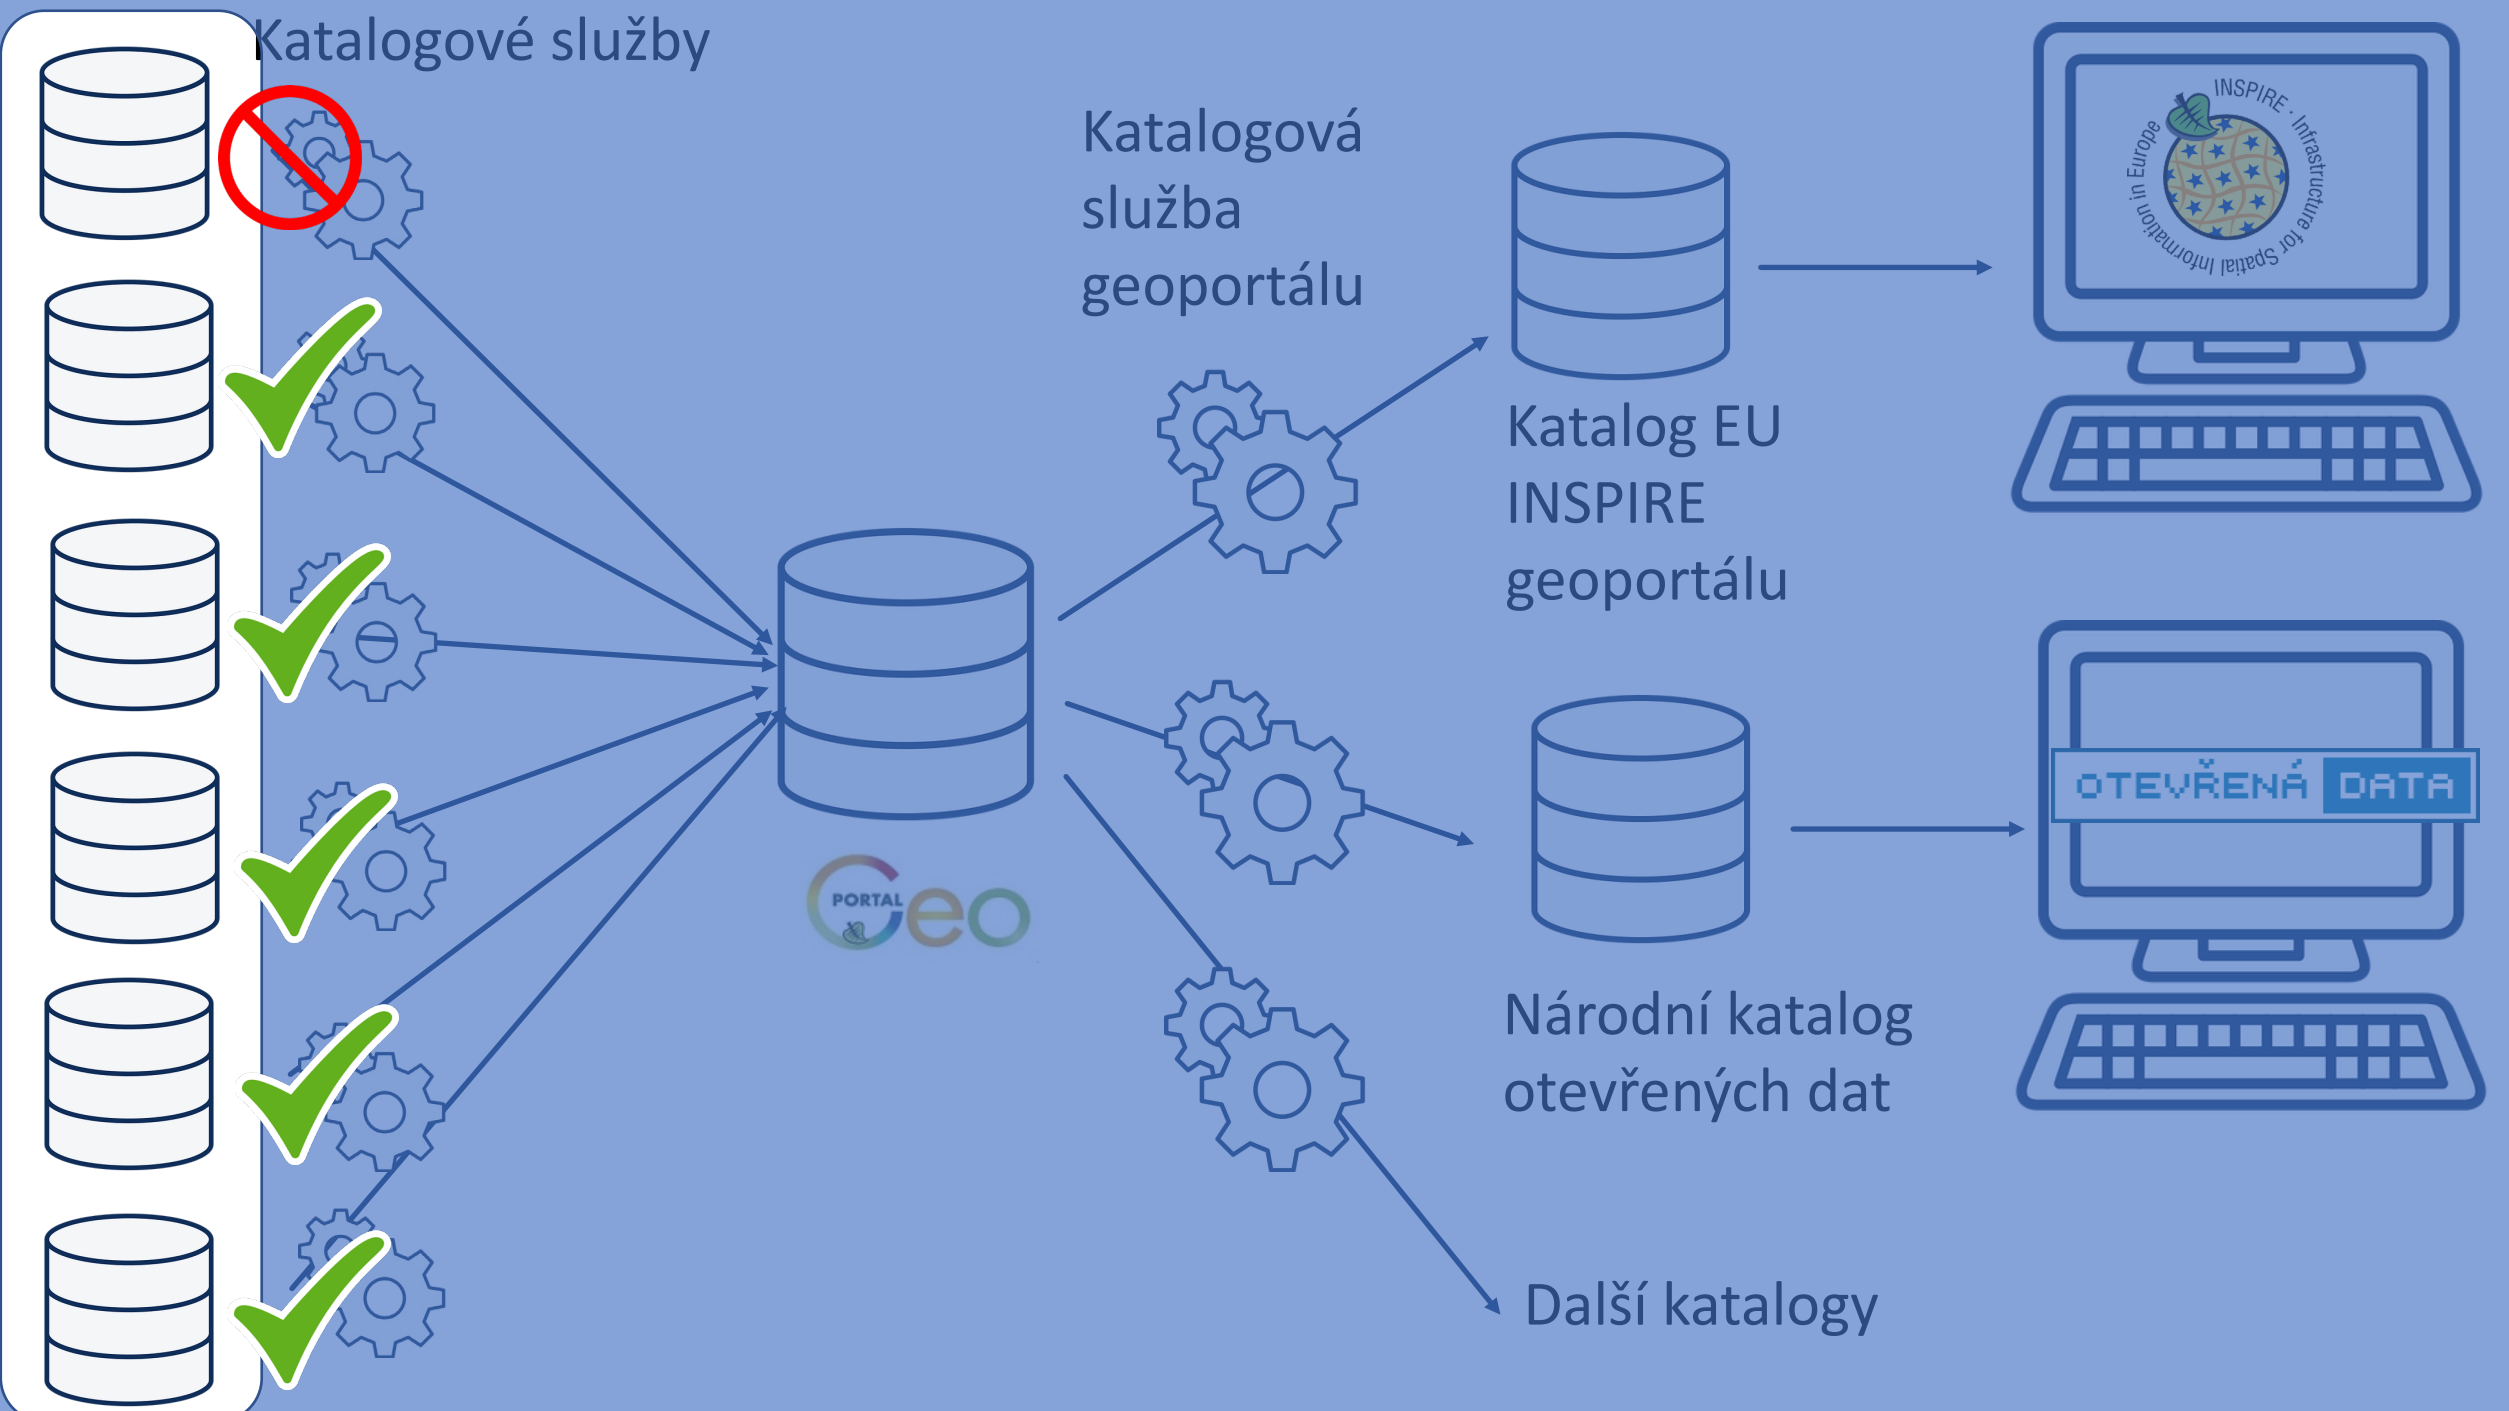 Katalogové služby
Katalogová
služba
geoportálu
INSPIRE · Infrastructure for Spatial Information in Europe
Katalog EU
INSPIRE
geoportálu
OTEVŘENÁ DATA
PORTAL
Geo
Národní katalog
otevřených dat
Další katalogy